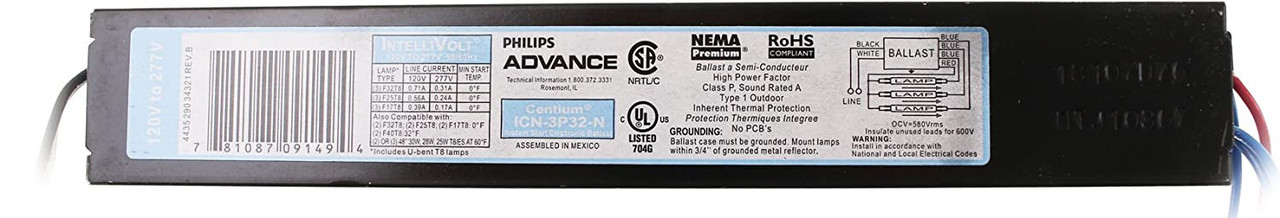 120V to 277V
443529034321 REV. B
7 81087 09149 4
INTELLIVOLT
LAMP* TYPE LINE CURRENT MIN START TEMP.
120V 277V
(3) F32T8 0.71A 0.31A 0°F
(3) F25T8 0.56A 0.24A 0°F
(3) F17T8 0.39A 0.17A 0°F
Also Compatible with:
(2) F32T8; (2) F25T8; (2) F17T8: 0°F
(2) F40T8: 32°F
(2) OR (3) 48" 30W, 28W, 25W T8/ES AT 60°F
*Includes U-bent T8 lamps
PHILIPS
ADVANCE
Technical Information 1.800.372.3331
Rosemont, IL
Centium®
ICN-3P32-N
Instant Start Electronic Ballast
ASSEMBLED IN MEXICO
NRTL/C
C UL US
LISTED
704G
NEMA
Premium®
RoHS
COMPLIANT
Ballast a Semi-Conducteur
High Power Factor
Class P, Sound Rated A
Type 1 Outdoor
Inherent Thermal Protection
Protection Thermiques Integree
No PCB's
GROUNDING:
Ballast case must be grounded. Mount lamps
within 3/4" of grounded metal reflector.
BLACK
WHITE
BALLAST
BLUE
BLUE
BLUE
RED
LINE
LAMP
LAMP
LAMP
OCV=580Vrms
Insulate unused leads for 600V
WARNING:
Install in accordance with
National and Local Electrical Codes